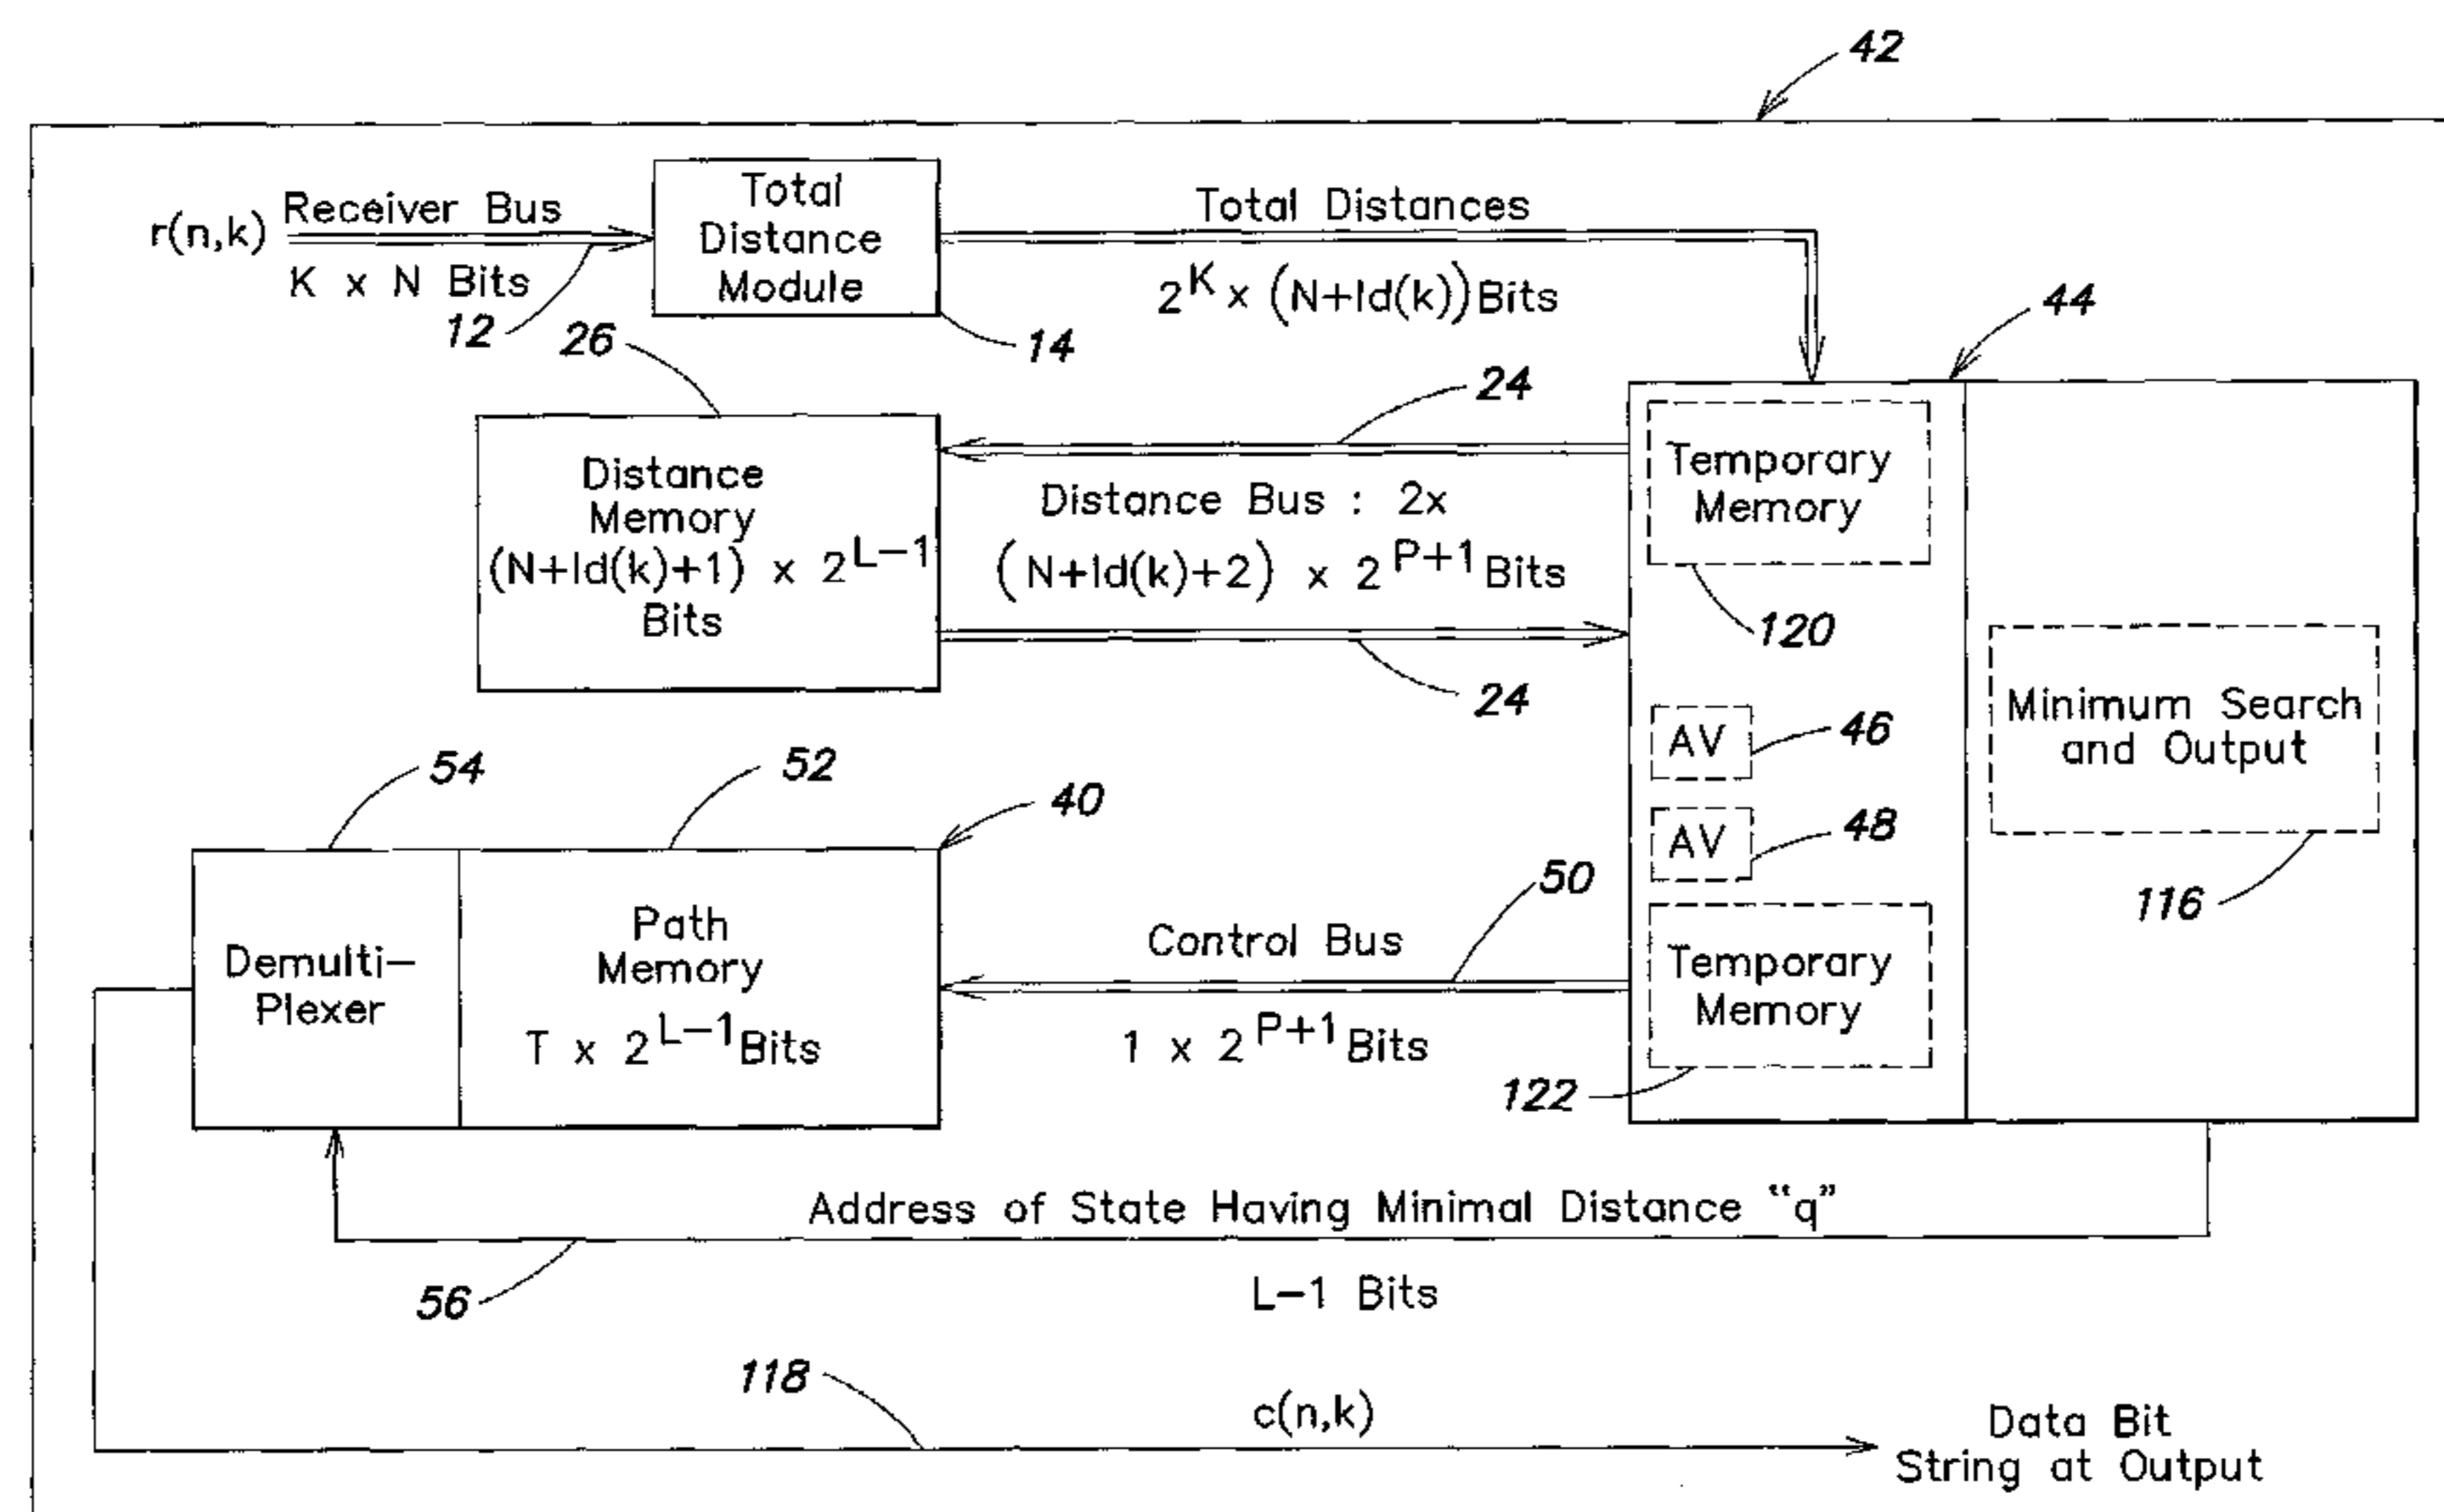 42
r(n,k)
Receiver Bus
K x N Bits
12
Total
Distance
Module
14
Total Distances
2^K x (N+ld(k))Bits
44
26
Distance
Memory
(N+ld(k)+1) x 2^L-1
Bits
24
Distance Bus : 2x
(N+ld(k)+2) x 2^P+1 Bits
24
Temporary
Memory
120
AV
46
AV
48
Temporary
Memory
122
Minimum Search
and Output
116
54
52
40
Demulti-
Plexer
Path
Memory
T x 2^L-1 Bits
50
Control Bus
1 x 2^P+1 Bits
Address of State Having Minimal Distance "q"
56
L-1 Bits
118
c(n,k)
Data Bit
String at Output